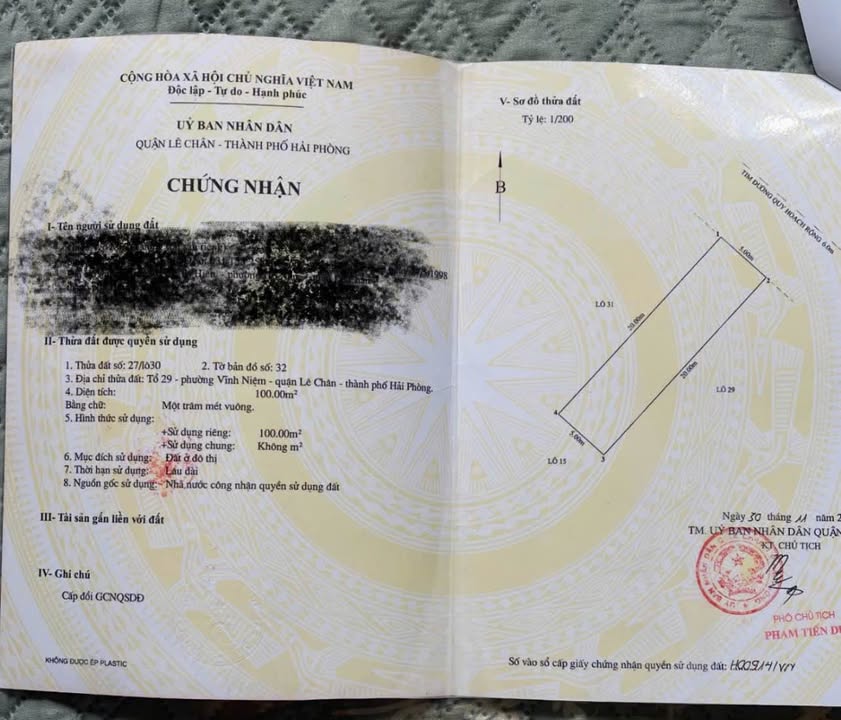 CỘNG HÒA XÃ HỘI CHỦ NGHĨA VIỆT NAM
Độc lập - Tự do - Hạnh phúc
UỶ BAN NHÂN DÂN
QUẬN LÊ CHÂN - THÀNH PHỐ HẢI PHÒNG
CHỨNG NHẬN
I- Tên người sử dụng đất
1998
II- Thửa đất được quyền sử dụng
1. Thửa đất số: 27/lô30 2. Tờ bản đồ số: 32
3. Địa chỉ thửa đất: Tổ 29 - phường Vĩnh Niệm - quận Lê Chân - thành phố Hải Phòng.
4. Diện tích: 100.00m²
Bằng chữ: Một trăm mét vuông.
5. Hình thức sử dụng:
+Sử dụng riêng: 100.00m²
+Sử dụng chung: Không m²
6. Mục đích sử dụng: Đất ở đô thị
7. Thời hạn sử dụng: Lâu dài
8. Nguồn gốc sử dụng: Nhà nước công nhận quyền sử dụng đất
III- Tài sản gắn liền với đất
IV- Ghi chú
Cấp đổi GCNQSDĐ
KHÔNG ĐƯỢC ÉP PLASTIC
V- Sơ đồ thửa đất
Tỷ lệ: 1/200
B
TIM ĐƯỜNG QUY HOẠCH RỘNG 6.0m
1
5.00m
2
LÔ 31
20.00m
20.00m
LÔ 29
4
5.00m
3
LÔ 15
Ngày 30 tháng 11 năm 2
TM. UỶ BAN NHÂN DÂN QUẬN
KT. CHỦ TỊCH
PHÓ CHỦ TỊCH
PHẠM TIẾN DU
Số vào sổ cấp giấy chứng nhận quyền sử dụng đất: